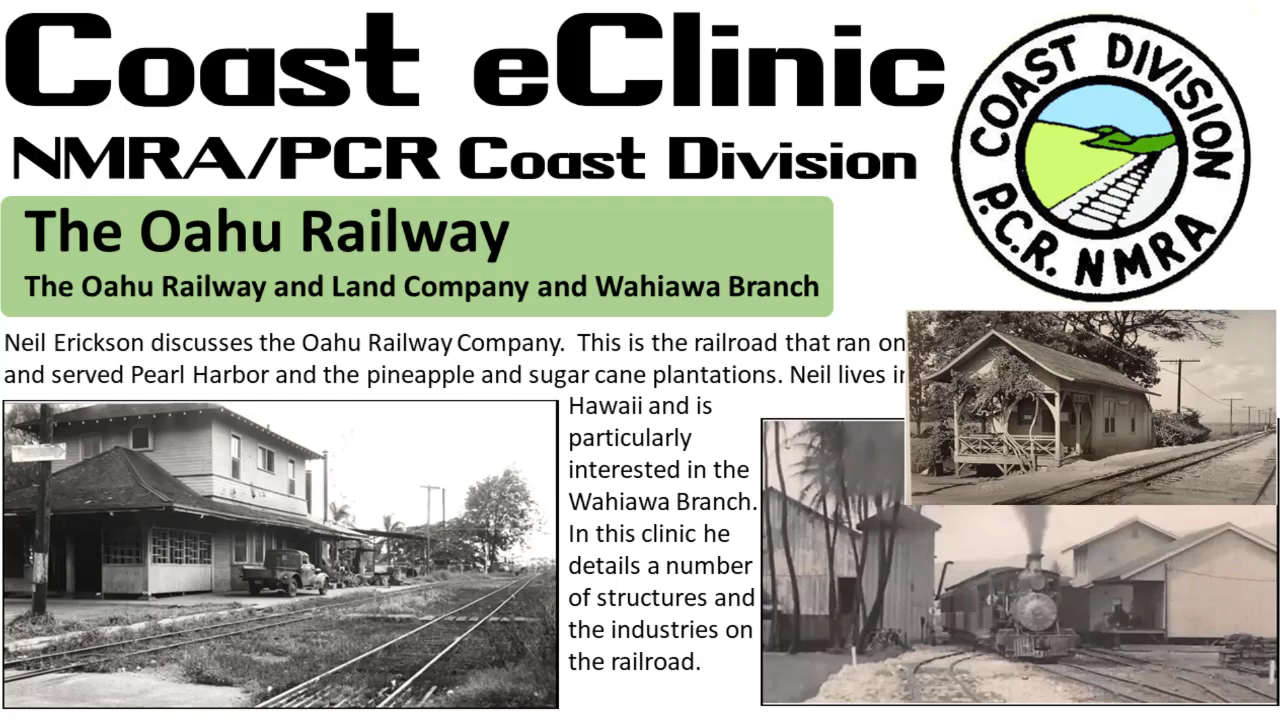 Coast eClinic
NMRA/PCR Coast Division
COAST DIVISION
P.C.R. NMRA
The Oahu Railway
The Oahu Railway and Land Company and Wahiawa Branch
Neil Erickson discusses the Oahu Railway Company. This is the railroad that ran on
and served Pearl Harbor and the pineapple and sugar cane plantations. Neil lives
Hawaii and is
particularly
interested in the
Wahiawa Branch.
In this clinic he
details a number
of structures and
the industries on
the railroad.